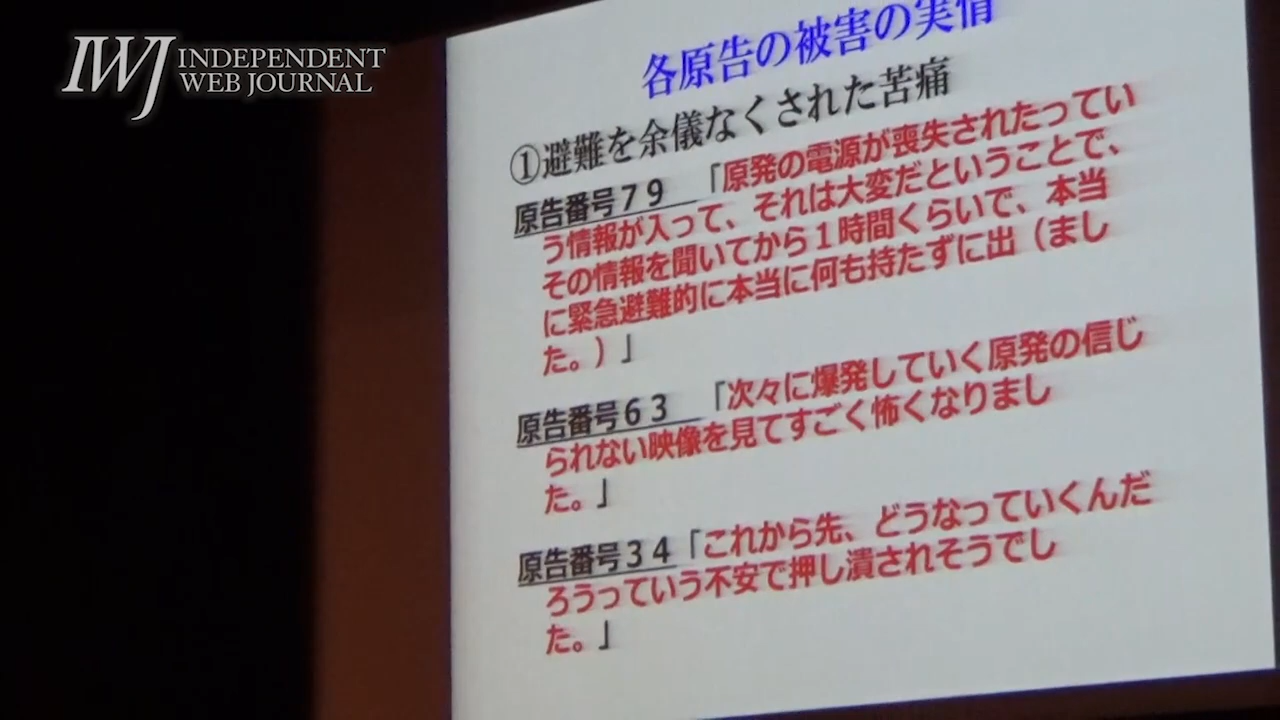 IWJ INDEPENDENT
WEB JOURNAL
各原告の被害の実情
①避難を余儀なくされた苦痛
原告番号７９　「原発の電源が喪失されたってい
う情報が入って、それは大変だということで、
その情報を聞いてから１時間くらいで、本当
に緊急避難的に本当に何も持たずに出（まし
た。）」
原告番号６３　「次々に爆発していく原発の信じ
られない映像を見てすごく怖くなりまし
た。」
原告番号３４「これから先、どうなっていくんだ
ろうっていう不安で押し潰されそうでし
た。」